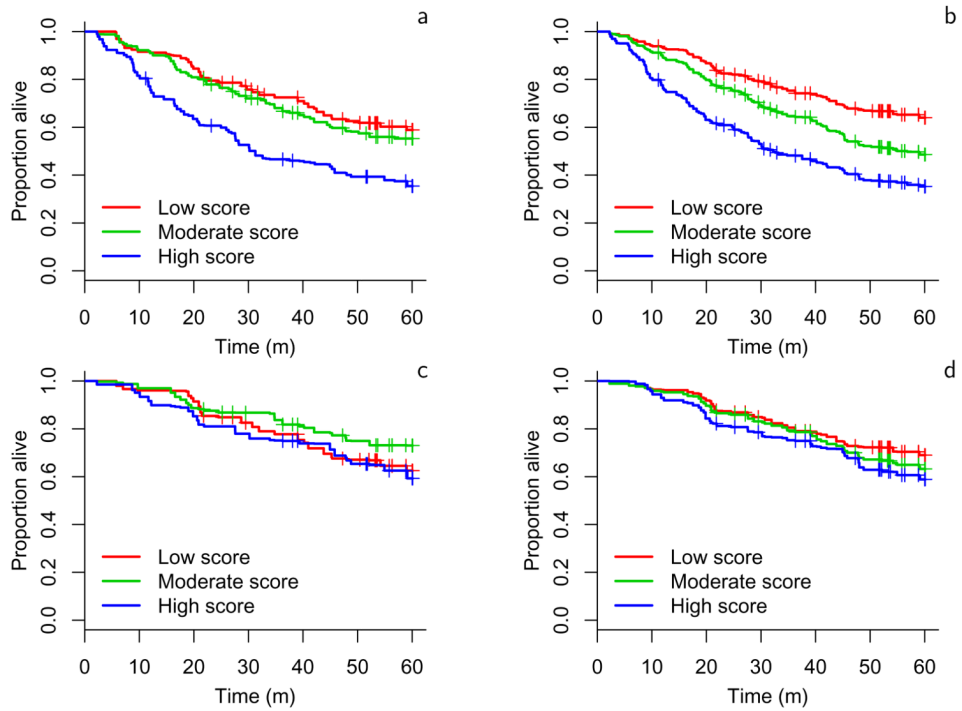 a
Proportion alive
1.0
0.8
0.6
0.4
0.2
0.0
Low score
Moderate score
High score
0 10 20 30 40 50 60
Time (m)
b
Proportion alive
1.0
0.8
0.6
0.4
0.2
0.0
Low score
Moderate score
High score
0 10 20 30 40 50 60
Time (m)
c
Proportion alive
1.0
0.8
0.6
0.4
0.2
0.0
Low score
Moderate score
High score
0 10 20 30 40 50 60
Time (m)
d
Proportion alive
1.0
0.8
0.6
0.4
0.2
0.0
Low score
Moderate score
High score
0 10 20 30 40 50 60
Time (m)